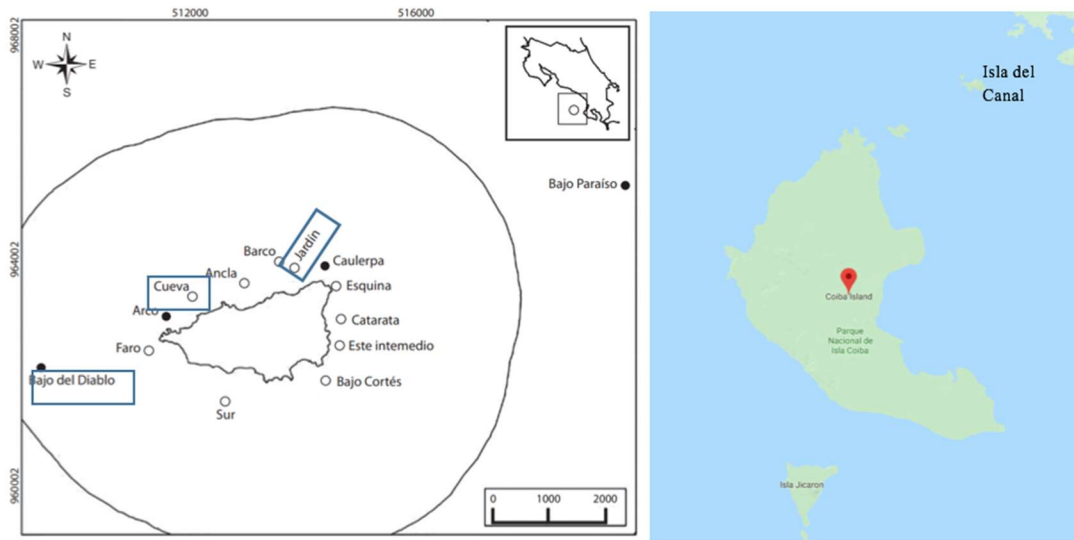 512000
516000
968002
N
W
E
S
Bajo Paraíso
964002
Barco
Jardín
Caulerpa
Ancla
Cueva
Esquina
Arco
Catarata
Faro
Este intermedio
Bajo del Diablo
Bajo Cortés
Sur
960002
0
1000
2000
Isla del
Canal
Coiba Island
Parque
Nacional de
Isla Coiba
Isla Jicaron